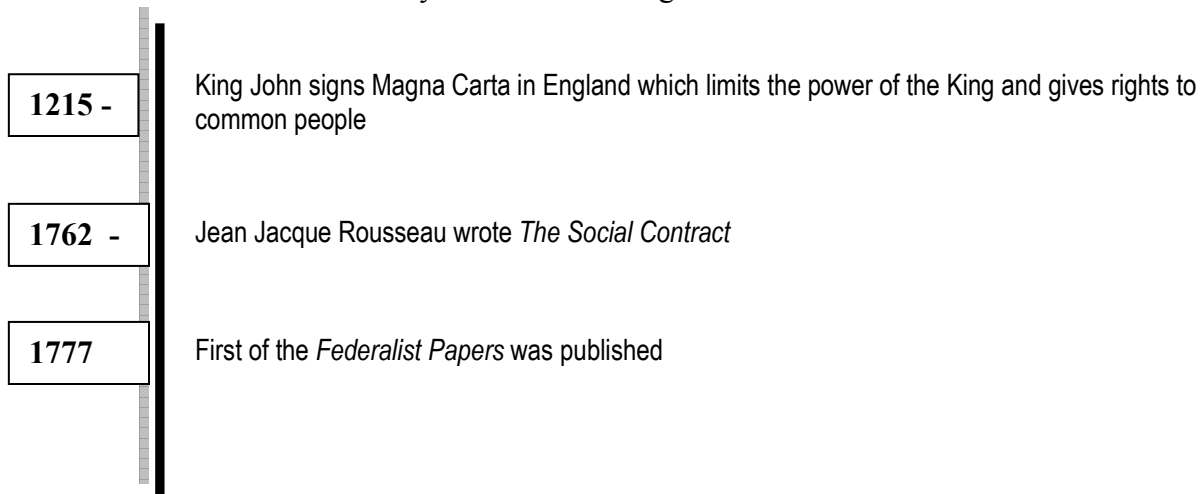 1215 -
King John signs Magna Carta in England which limits the power of the King and gives rights to
common people
1762 -
Jean Jacque Rousseau wrote The Social Contract
1777
First of the Federalist Papers was published